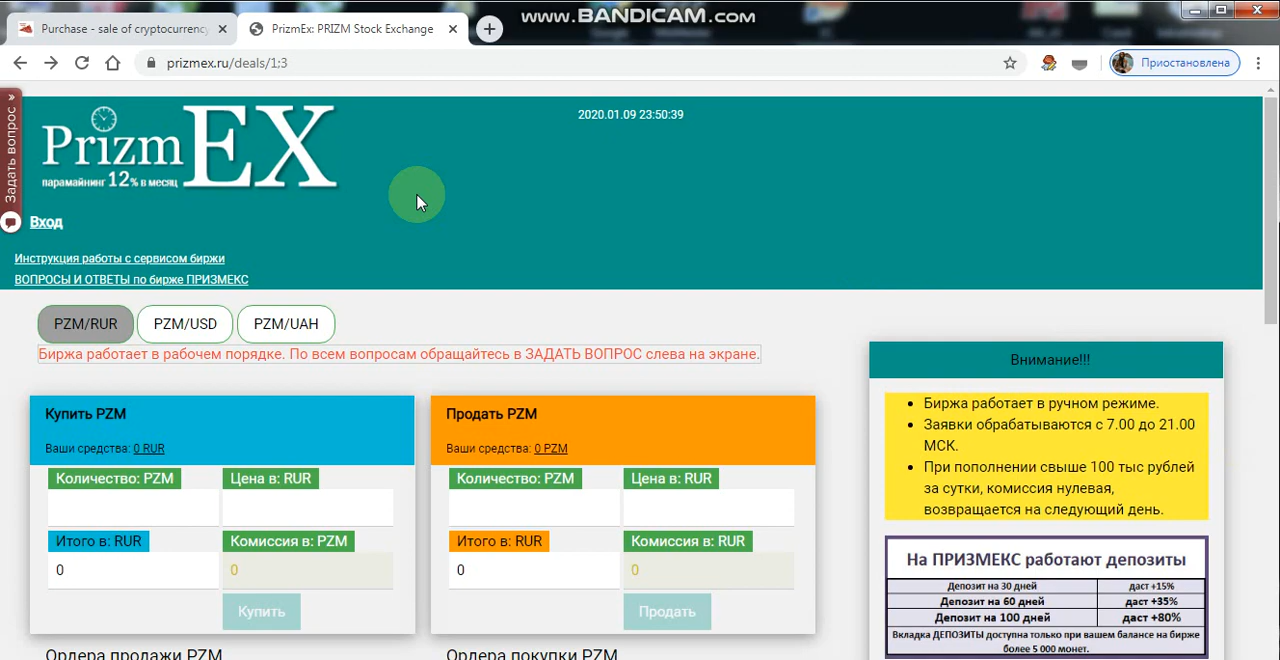 www.BANDICAM.com
Purchase - sale of cryptocurrency
PrizmEx: PRIZM Stock Exchange
prizmex.ru/deals/1;3
Приостановлена
Задать вопрос
PrizmEX
парамайнинг 12% в месяц
2020.01.09 23:50:39
Вход
Инструкция работы с сервисом биржи
ВОПРОСЫ И ОТВЕТЫ по бирже ПРИЗМЕКС
PZM/RUR
PZM/USD
PZM/UAH
Биржа работает в рабочем порядке. По всем вопросам обращайтесь в ЗАДАТЬ ВОПРОС слева на экране.
Купить PZM
Ваши средства: 0 RUR
Количество: PZM
Цена в: RUR
Итого в: RUR
Комиссия в: PZM
0
0
Купить
Продать PZM
Ваши средства: 0 PZM
Количество: PZM
Цена в: RUR
Итого в: RUR
Комиссия в: RUR
0
0
Продать
Внимание!!!
Биржа работает в ручном режиме.
Заявки обрабатываются с 7.00 до 21.00
МСК.
При пополнении свыше 100 тыс рублей
за сутки, комиссия нулевая,
возвращается на следующий день.
На ПРИЗМЕКС работают депозиты
Депозит на 30 дней даст +15%
Депозит на 60 дней даст +35%
Депозит на 100 дней даст +80%
Вкладка ДЕПОЗИТЫ доступна только при вашем балансе на бирже
более 5 000 монет.
Ордера продажи PZM
Ордера покупки PZM